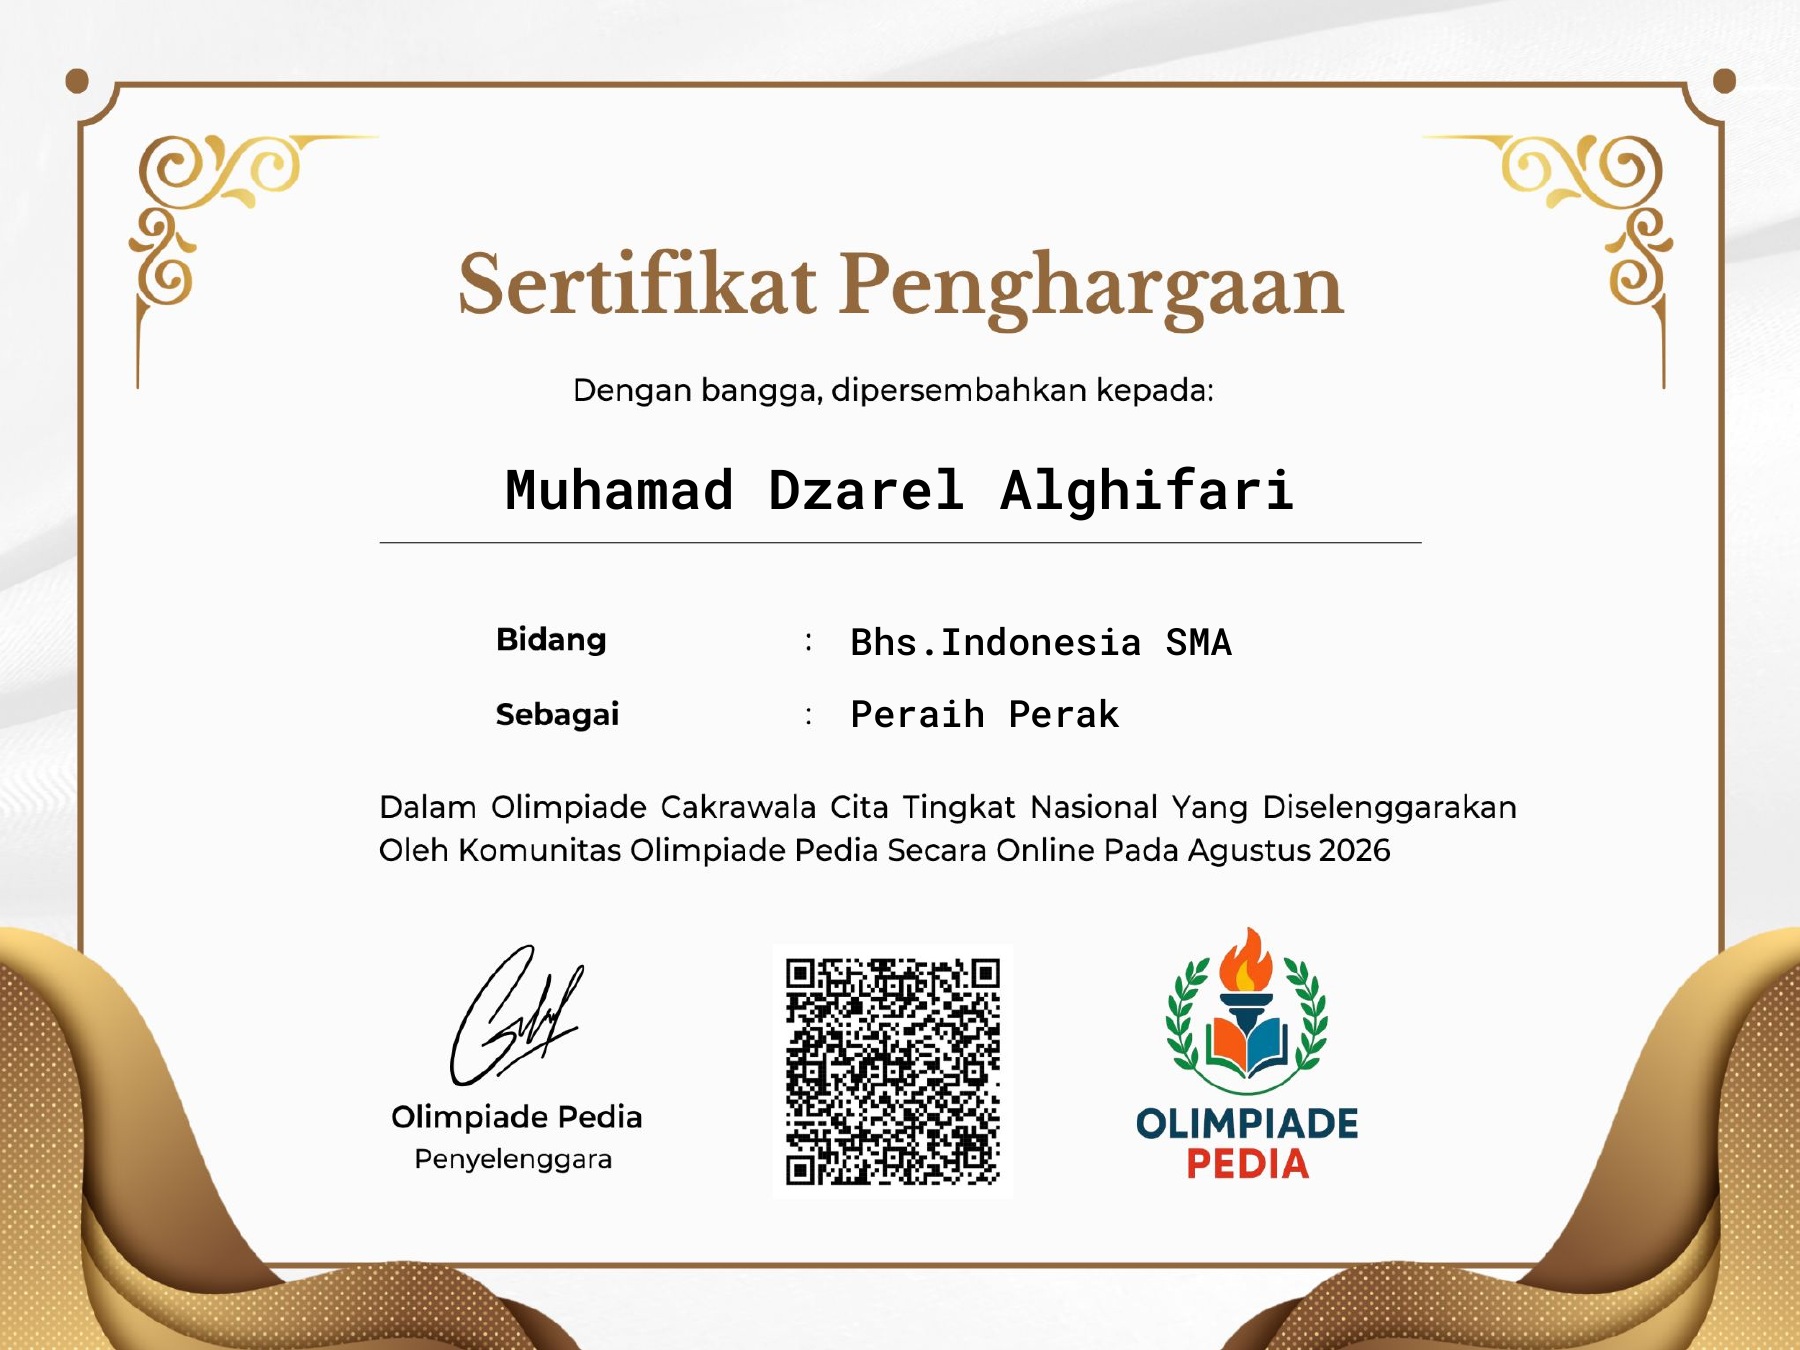 Sertifikat Penghargaan
Dengan bangga, dipersembahkan kepada:
Muhamad Dzarel Alghifari
Bidang : Bhs.Indonesia SMA
Sebagai : Peraih Perak
Dalam Olimpiade Cakrawala Cita Tingkat Nasional Yang Diselenggarakan
Oleh Komunitas Olimpiade Pedia Secara Online Pada Agustus 2026
Olimpiade Pedia
Penyelenggara
OLIMPIADE
PEDIA